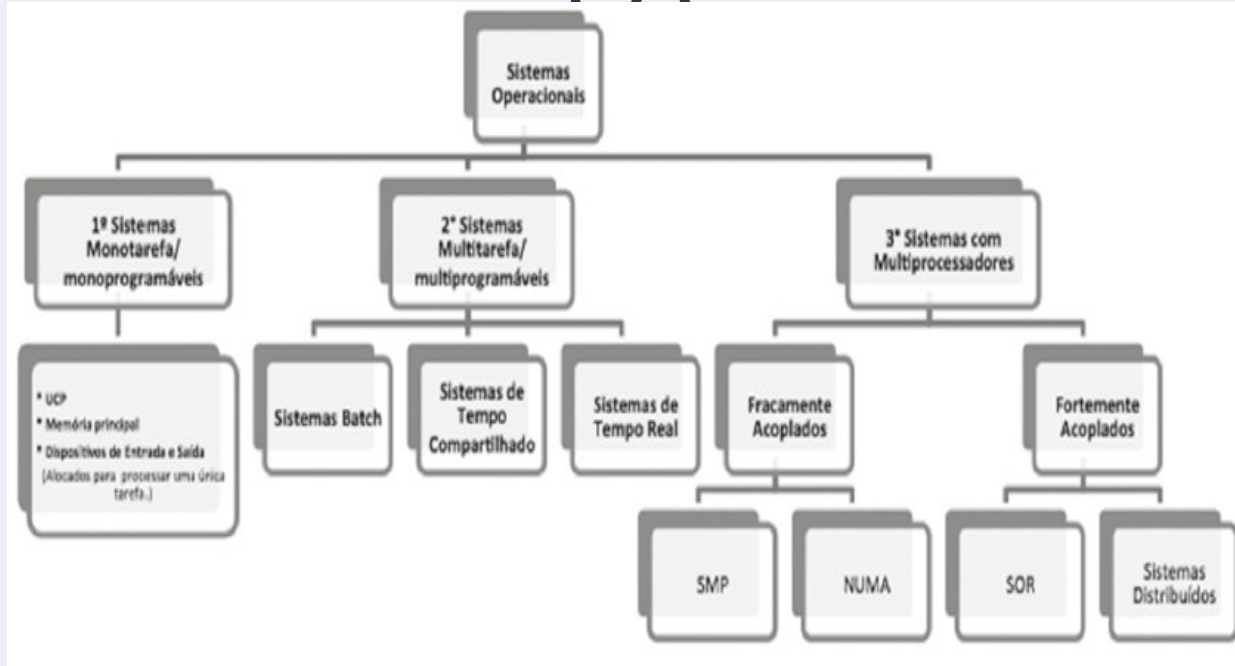 Sistemas
Operacionais
1º Sistemas
Monotarefa/
monoprogramáveis
2° Sistemas
Multitarefa/
multiprogramáveis
3° Sistemas com
Multiprocessadores
* UCP
* Memória principal
* Dispositivos de Entrada e Saída
(Alocados para processar uma única
tarefa.)
Sistemas Batch
Sistemas de
Tempo
Compartilhado
Sistemas de
Tempo Real
Fracamente
Acoplados
Fortemente
Acoplados
SMP
NUMA
SOR
Sistemas
Distribuídos